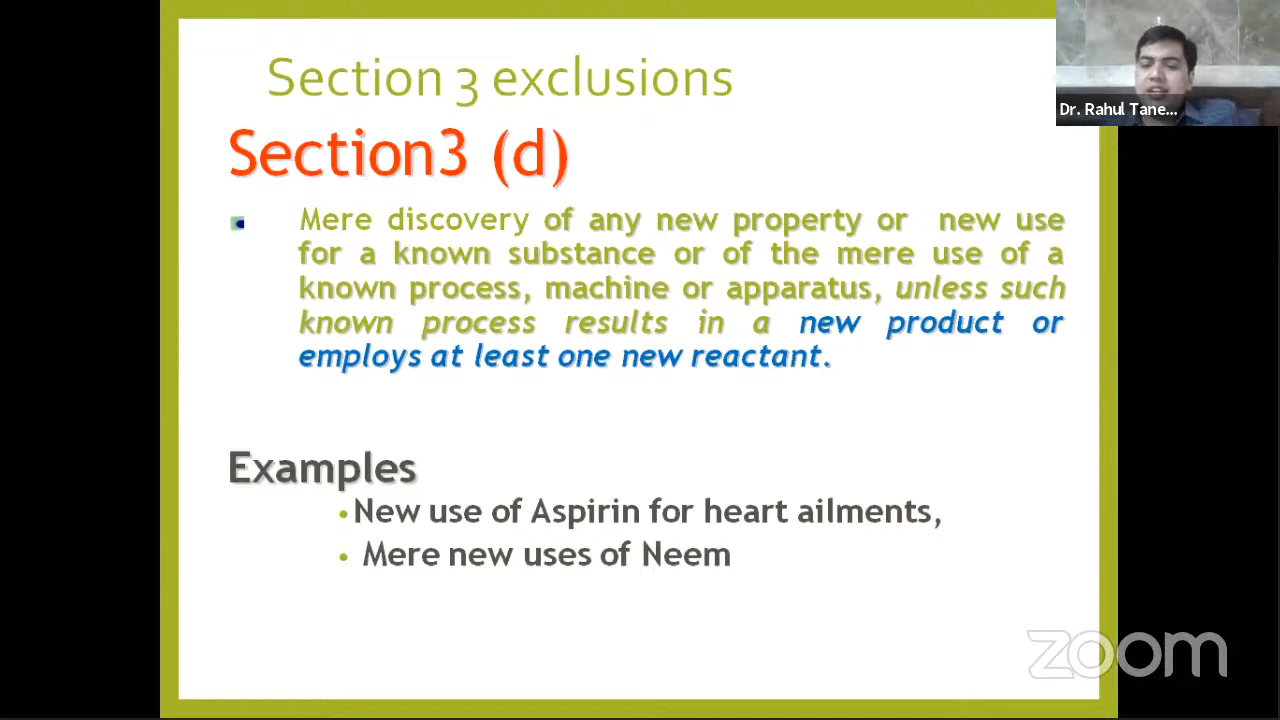 Section 3 exclusions
Dr. Rahul Tane...
Section3 (d)
Mere discovery of any new property or new use
for a known substance or of the mere use of a
known process, machine or apparatus, unless such
known process results in a new product or
employs at least one new reactant.
Examples
•New use of Aspirin for heart ailments,
• Mere new uses of Neem
zoom